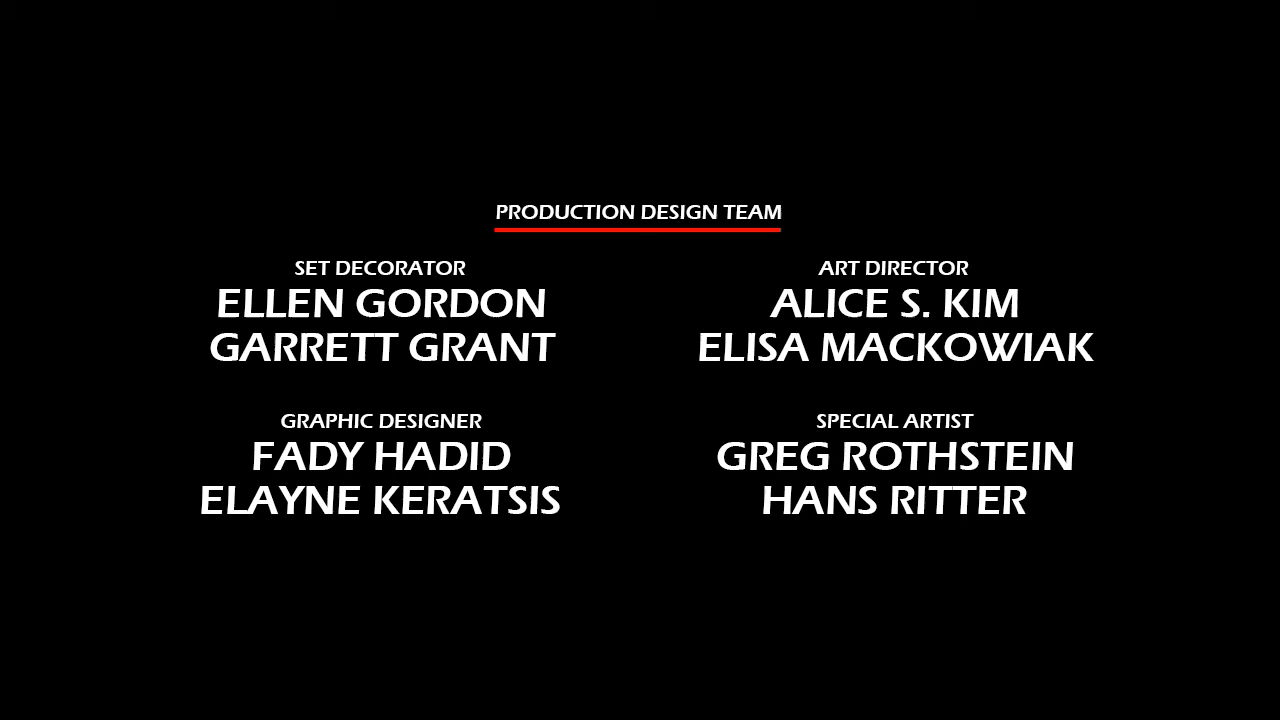 PRODUCTION DESIGN TEAM
SET DECORATOR
ELLEN GORDON
GARRETT GRANT
ART DIRECTOR
ALICE S. KIM
ELISA MACKOWIAK
GRAPHIC DESIGNER
FADY HADID
ELAYNE KERATSIS
SPECIAL ARTIST
GREG ROTHSTEIN
HANS RITTER